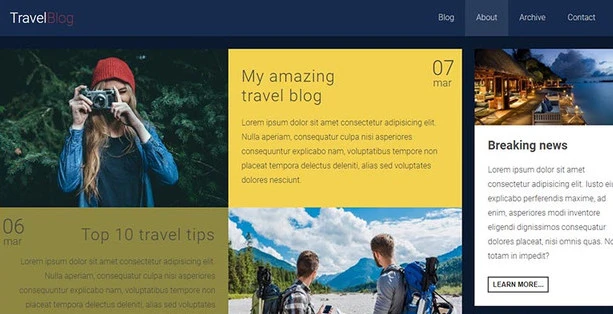 TravelBlog
Blog About Archive Contact
My amazing
travel blog
07
mar
Lorem ipsum dolor sit amet consectetur adipisicing elit.
Nulla aperiam, consequatur culpa nisi asperiores
consequuntur explicabo nam, voluptatibus tempore non
placeat tempora delectus deleniti, alias sed voluptates
dolores nesciunt.
06
mar
Top 10 travel tips
Lorem ipsum dolor sit amet consectetur adipisicing elit.
Nulla aperiam, consequatur culpa nisi asperiores
consequuntur explicabo nam, voluptatibus tempore non
placeat tempora delectus deleniti, alias sed voluptates
Breaking news
Lorem ipsum dolor sit amet
consectetur adipisicing elit. Iusto
explicabo perferendis maxime, ad
enim, asperiores modi inventore
eligendi dignissimos consequatur
dolores placeat, nisi omnis quas.
totam in impedit?
LEARN MORE...